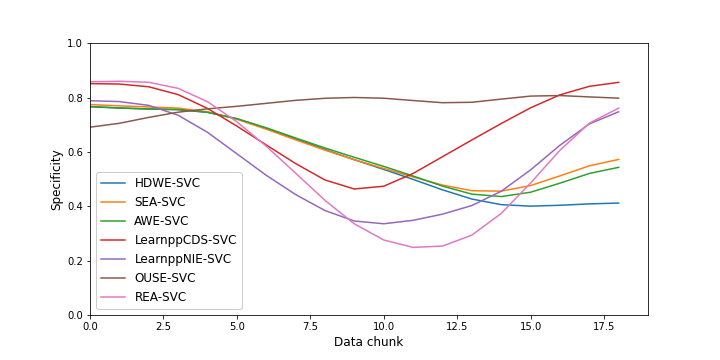 1.0
0.8
0.6
0.4
0.2
0.0
Specificity
HDWE-SVC
SEA-SVC
AWE-SVC
LearnppCDS-SVC
LearnppNIE-SVC
OUSE-SVC
REA-SVC
0.0 2.5 5.0 7.5 10.0 12.5 15.0 17.5
Data chunk